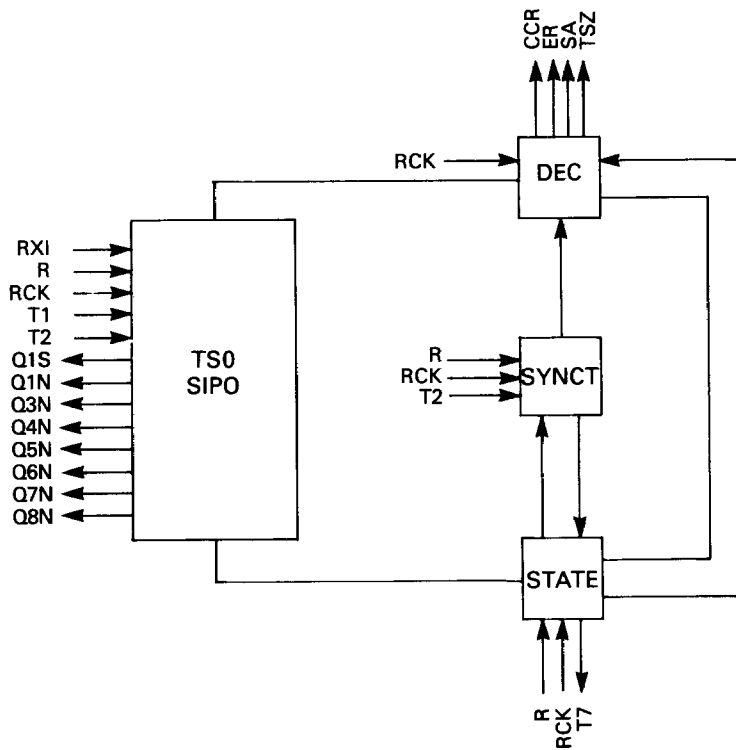 CCR
ER
SA
TSZ
RCK
DEC
RXI
R
RCK
T1
T2
Q1S
Q1N
Q3N
Q4N
Q5N
Q6N
Q7N
Q8N
TS0
SIPO
R
RCK
T2
SYNCT
STATE
R
RCK
T7